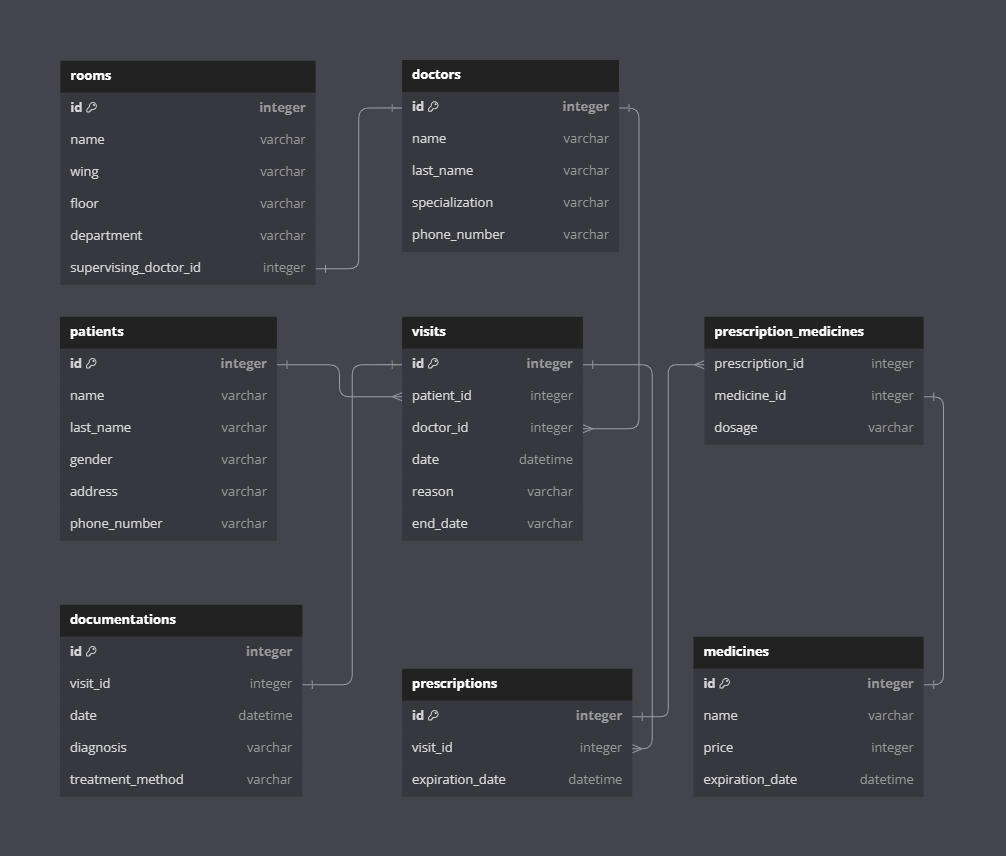 rooms
id integer
name varchar
wing varchar
floor varchar
department varchar
supervising_doctor_id integer
doctors
id integer
name varchar
last_name varchar
specialization varchar
phone_number varchar
patients
id integer
name varchar
last_name varchar
gender varchar
address varchar
phone_number varchar
visits
id integer
patient_id integer
doctor_id integer
date datetime
reason varchar
end_date varchar
prescription_medicines
prescription_id integer
medicine_id integer
dosage varchar
documentations
id integer
visit_id integer
date datetime
diagnosis varchar
treatment_method varchar
prescriptions
id integer
visit_id integer
expiration_date datetime
medicines
id integer
name varchar
price integer
expiration_date datetime